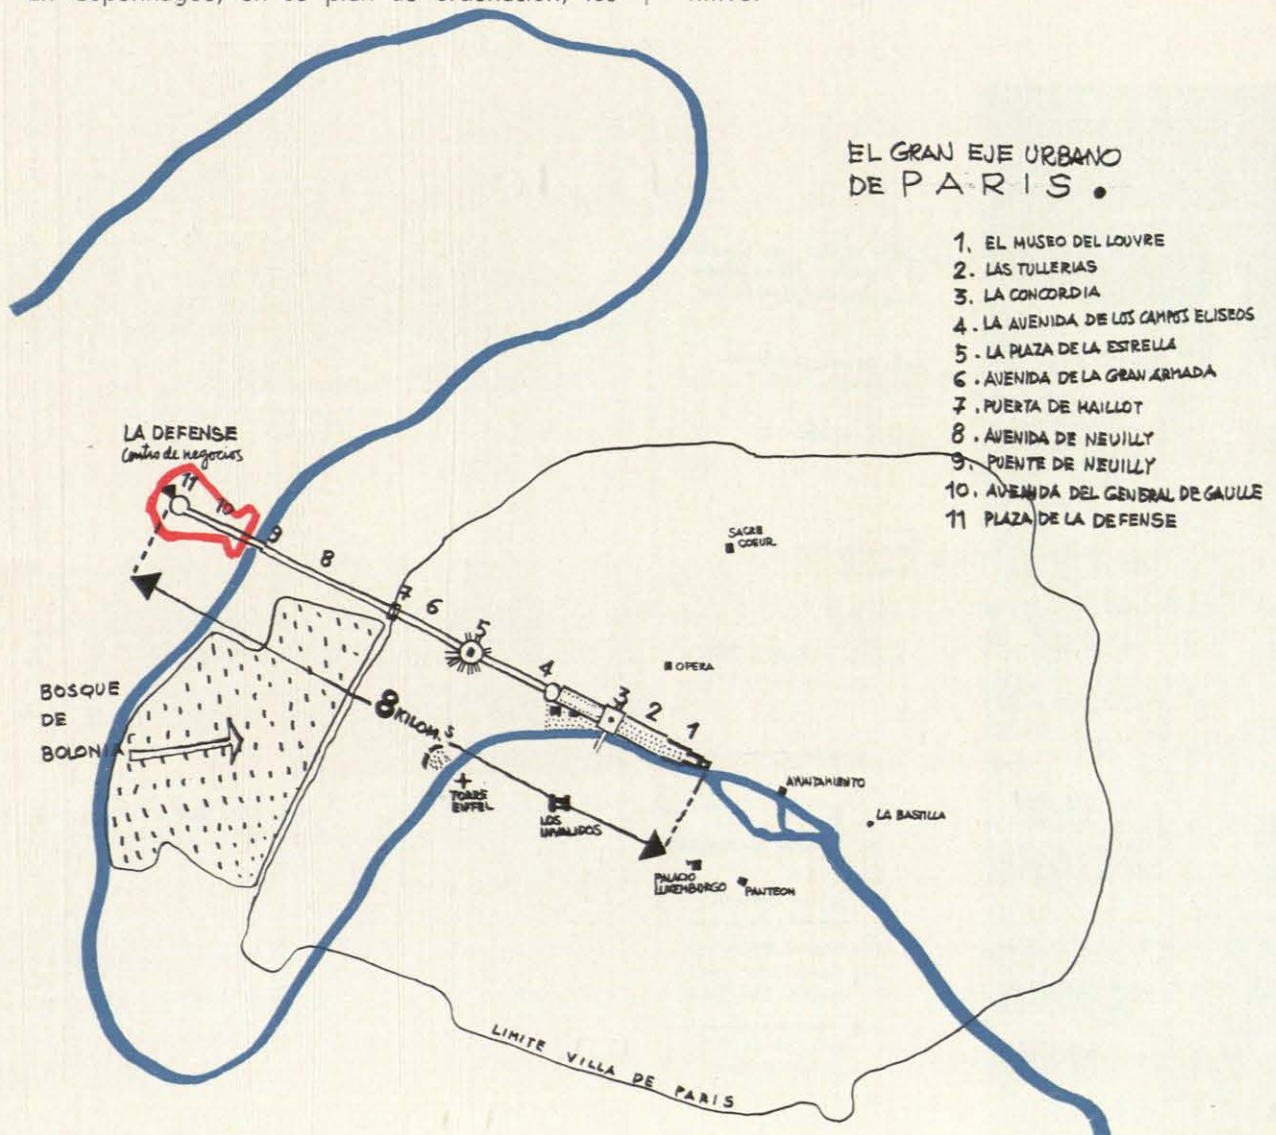 EL GRAN EJE URBANO
DE PARIS.
1. EL MUSEO DEL LOUVRE
2. LAS TULLERIAS
3. LA CONCORDIA
4. LA AVENIDA DE LOS CAMPOS ELISEOS
5. LA PLAZA DE LA ESTRELLA
6. AVENIDA DE LA GRAN ARMADA
7. PUERTA DE MAILLOT
8. AVENIDA DE NEUILLY
9. PUENTE DE NEUILLY
10. AVENIDA DEL GENERAL DE GAULLE
11 PLAZA DE LA DEFENSE
LA DEFENSE
Centro de negocios
11
10
9
8
7
6
5
4
3
2
1
SACRE
COEUR
OPERA
BOSQUE
DE
BOLONIA
8 KILOM.S
TORRE
EIFFEL
LOS
INVALIDOS
AYUNTAMIENTO
LA BASTILLA
PALACIO
LUXEMBURGO
PANTEON
LIMITE VILLA DE PARIS